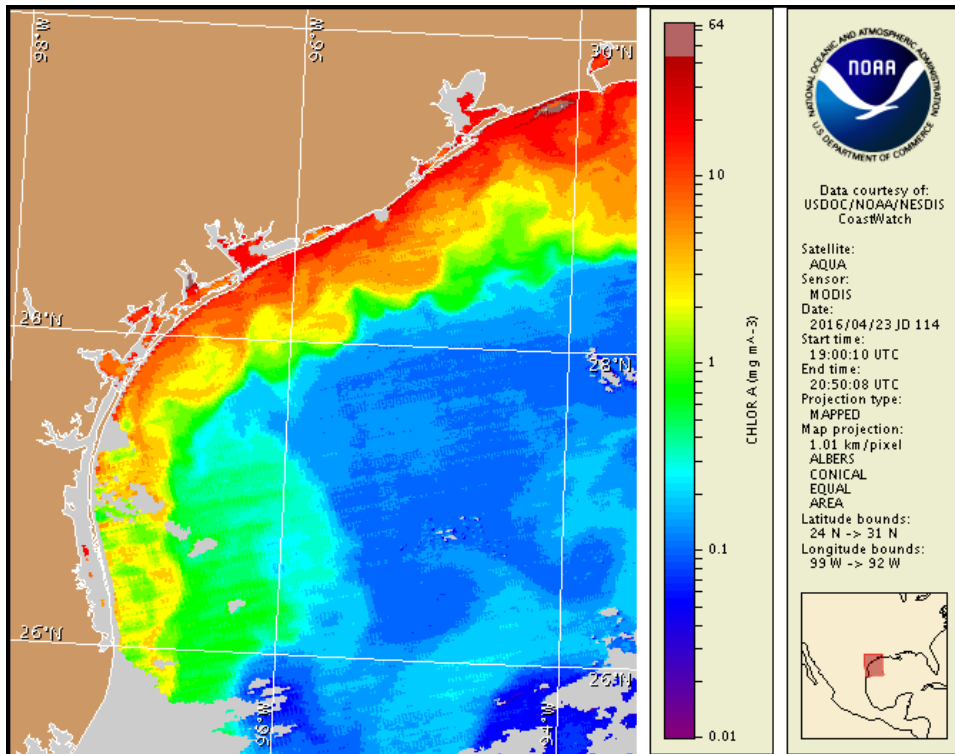 98°W
96°W
30°N
28°N
28°N
26°N
26°N
96°W
94°W
64
10
1
0.1
0.01
CHLOR A (mg m^-3)
NATIONAL OCEANIC AND ATMOSPHERIC ADMINISTRATION
NOAA
U.S. DEPARTMENT OF COMMERCE
Data courtesy of:
USDOC/NOAA/NESDIS
CoastWatch
Satellite:
AQUA
Sensor:
MODIS
Date:
2016/04/23 JD 114
Start time:
19:00:10 UTC
End time:
20:50:08 UTC
Projection type:
MAPPED
Map projection:
1.01 km/pixel
ALBERS
CONICAL
EQUAL
AREA
Latitude bounds:
24 N -> 31 N
Longitude bounds:
99 W -> 92 W